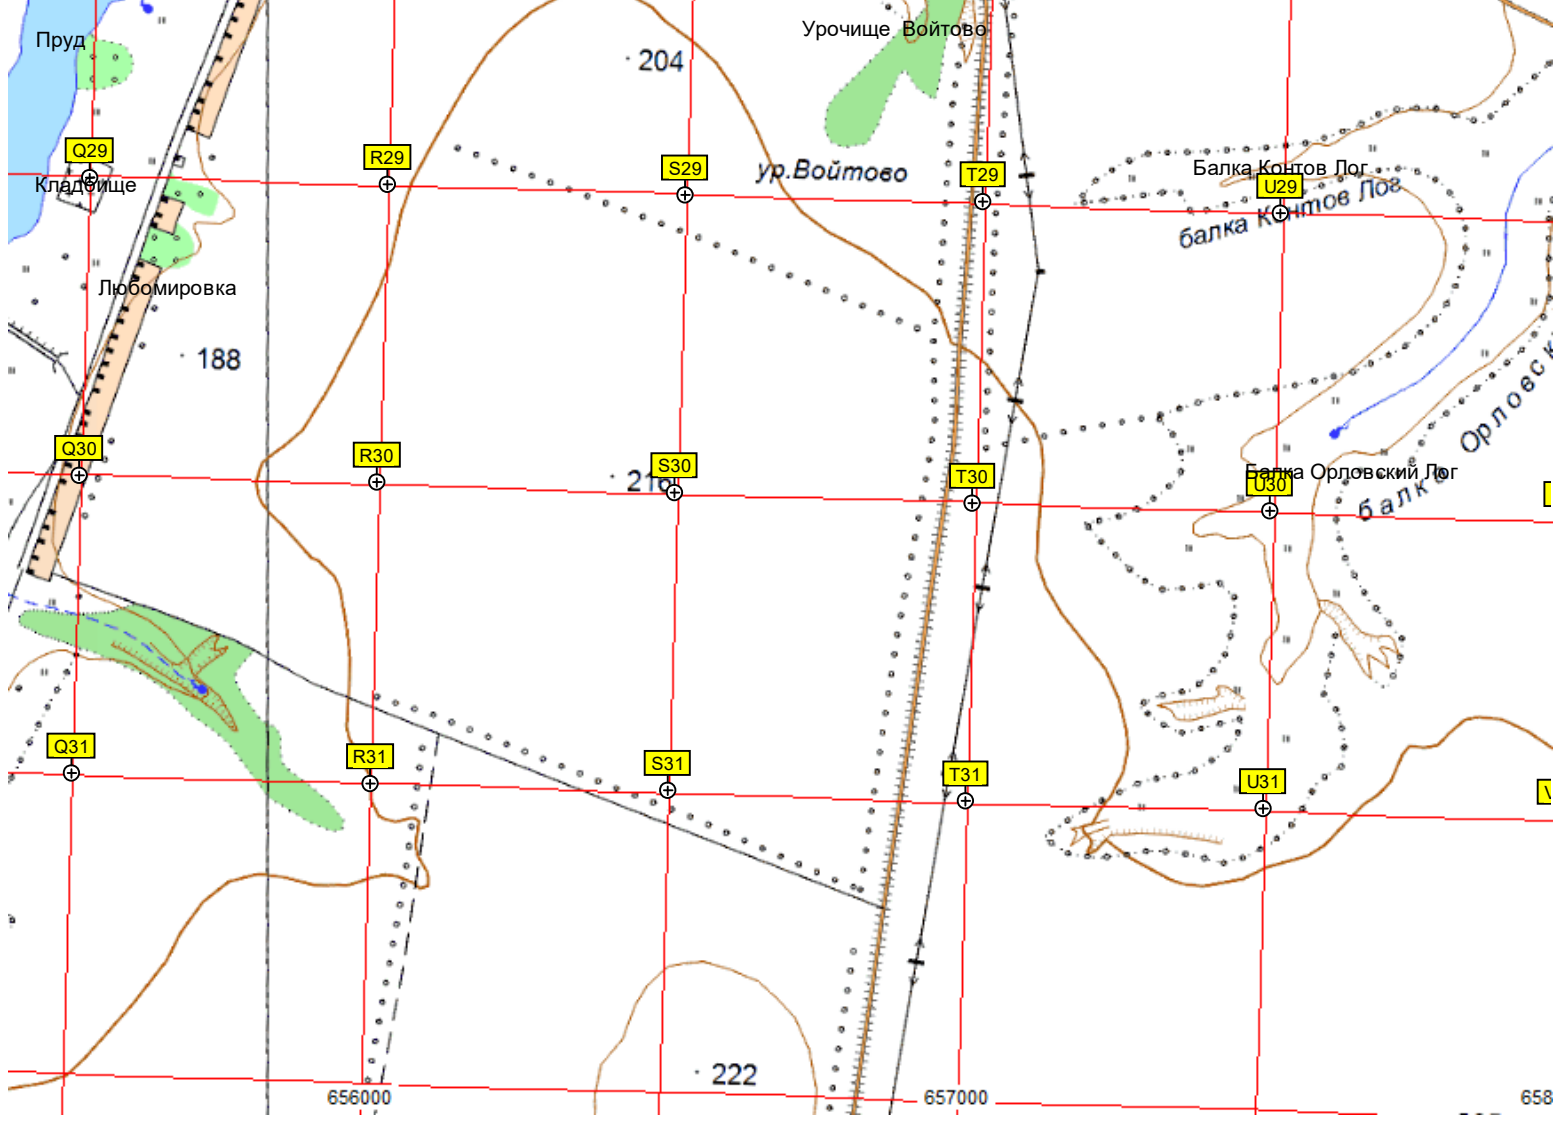 Пруд
204
Урочище Войтово
Q29
R29
S29
ур.Войтово
T29
Балка Контов Лог
U29
балка Контов Лог
Кладбище
Любомировка
188
Q30
R30
216
S30
T30
Балка Орловский Лог
U30
балка Орловск
Q31
R31
S31
T31
U31
V
222
656000
657000
658